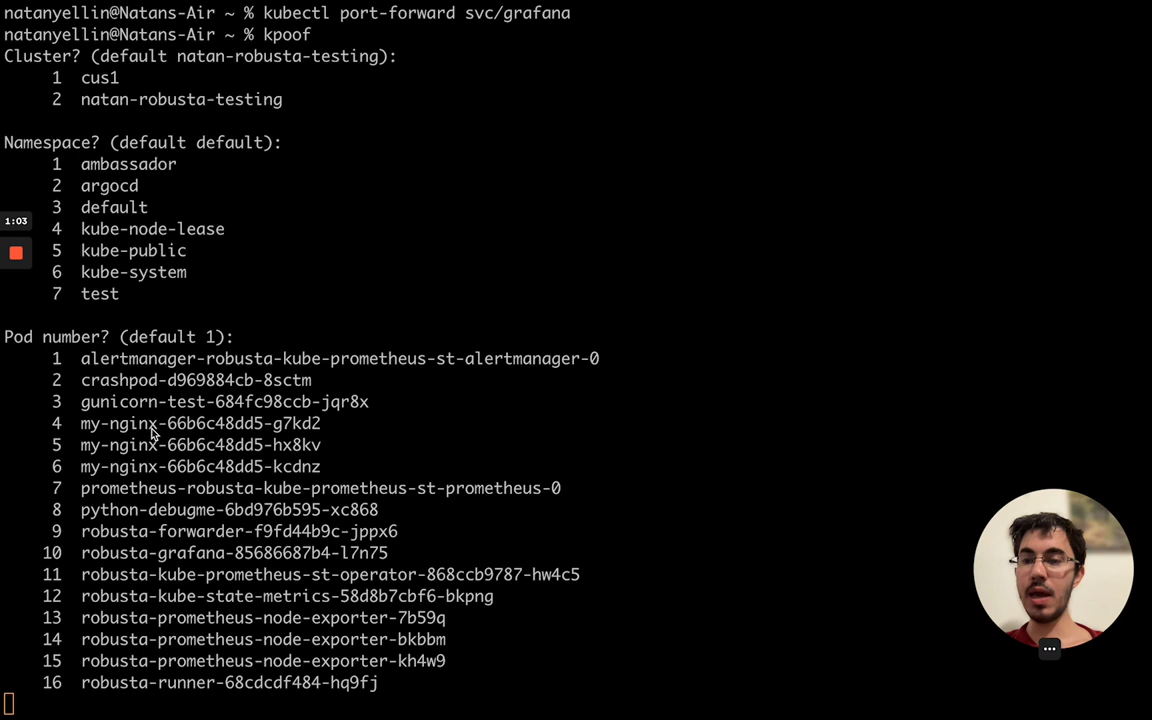 natanyellin@Natans-Air ~ % kubectl port-forward svc/grafana
natanyellin@Natans-Air ~ % kpoof
Cluster? (default natan-robusta-testing):
1 cus1
2 natan-robusta-testing
Namespace? (default default):
1 ambassador
2 argocd
3 default
4 kube-node-lease
5 kube-public
6 kube-system
7 test
1:03
Pod number? (default 1):
1 alertmanager-robusta-kube-prometheus-st-alertmanager-0
2 crashpod-d969884cb-8sctm
3 gunicorn-test-684fc98ccb-jqr8x
4 my-nginx-66b6c48dd5-g7kd2
5 my-nginx-66b6c48dd5-hx8kv
6 my-nginx-66b6c48dd5-kcdnz
7 prometheus-robusta-kube-prometheus-st-prometheus-0
8 python-debugme-6bd976b595-xc868
9 robusta-forwarder-f9fd44b9c-jppx6
10 robusta-grafana-85686687b4-l7n75
11 robusta-kube-prometheus-st-operator-868ccb9787-hw4c5
12 robusta-kube-state-metrics-58d8b7cbf6-bkpng
13 robusta-prometheus-node-exporter-7b59q
14 robusta-prometheus-node-exporter-bkbbm
15 robusta-prometheus-node-exporter-kh4w9
16 robusta-runner-68cdcdf484-hq9fj